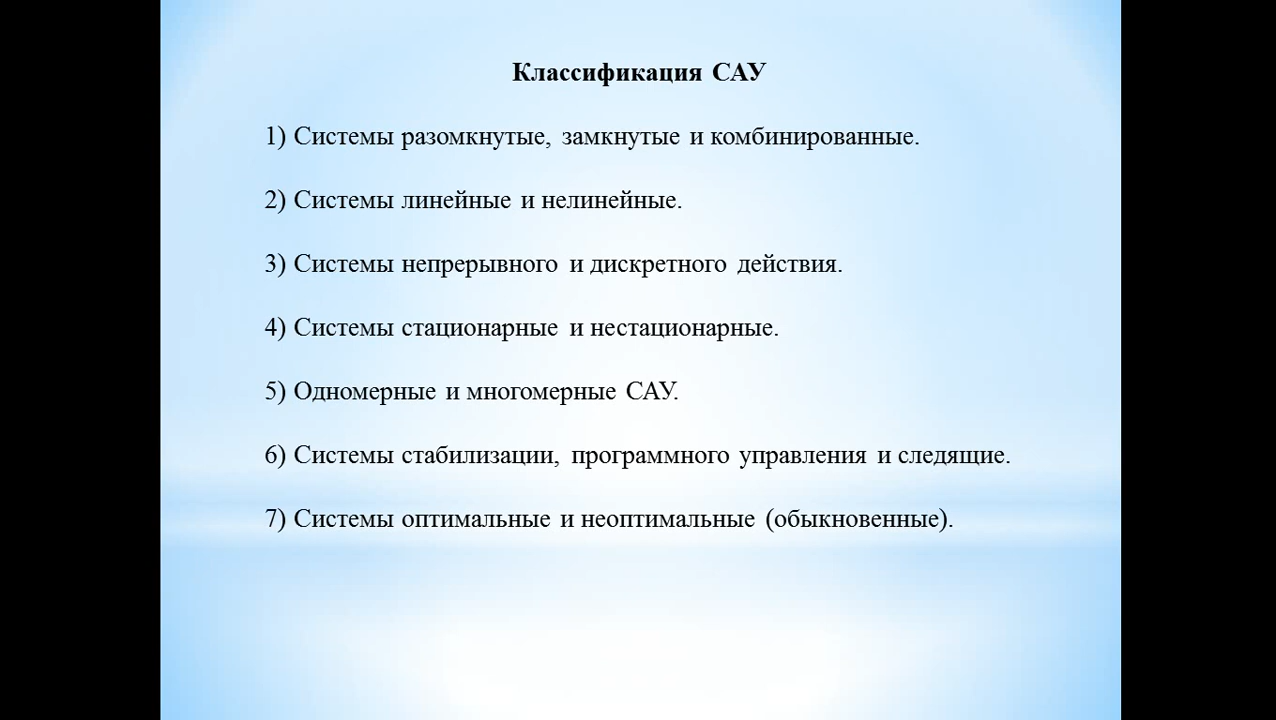 Классификация САУ
1) Системы разомкнутые, замкнутые и комбинированные.
2) Системы линейные и нелинейные.
3) Системы непрерывного и дискретного действия.
4) Системы стационарные и нестационарные.
5) Одномерные и многомерные САУ.
6) Системы стабилизации, программного управления и следящие.
7) Системы оптимальные и неоптимальные (обыкновенные).